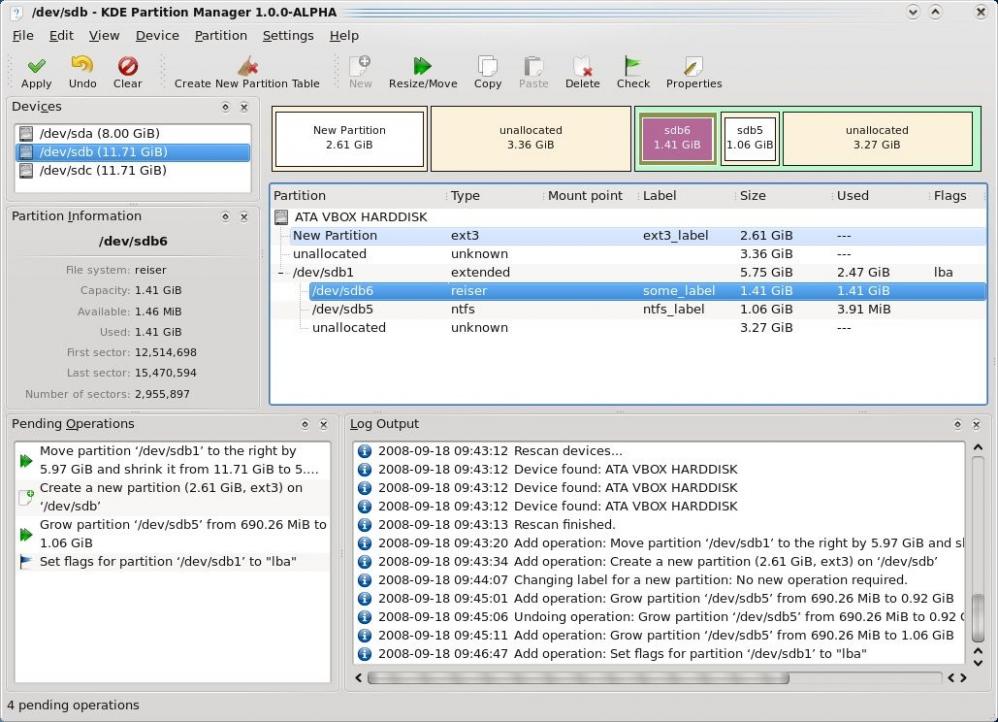 /dev/sdb - KDE Partition Manager 1.0.0-ALPHA
File Edit View Device Partition Settings Help
Apply Undo Clear Create New Partition Table New Resize/Move Copy Paste Delete Check Properties
Devices
/dev/sda (8.00 GiB)
/dev/sdb (11.71 GiB)
/dev/sdc (11.71 GiB)
New Partition
2.61 GiB
unallocated
3.36 GiB
sdb6
1.41 GiB
sdb5
1.06 GiB
unallocated
3.27 GiB
Partition Type Mount point Label Size Used Flags
ATA VBOX HARDDISK
New Partition ext3 ext3_label 2.61 GiB ---
unallocated unknown 3.36 GiB ---
/dev/sdb1 extended 5.75 GiB 2.47 GiB lba
/dev/sdb6 reiser some_label 1.41 GiB 1.41 GiB
/dev/sdb5 ntfs ntfs_label 1.06 GiB 3.91 MiB
unallocated unknown 3.27 GiB ---
Partition Information
/dev/sdb6
File system: reiser
Capacity: 1.41 GiB
Available: 1.46 MiB
Used: 1.41 GiB
First sector: 12,514,698
Last sector: 15,470,594
Number of sectors: 2,955,897
Pending Operations
Move partition ‘/dev/sdb1’ to the right by
5.97 GiB and shrink it from 11.71 GiB to 5....
Create a new partition (2.61 GiB, ext3) on
‘/dev/sdb’
Grow partition ‘/dev/sdb5’ from 690.26 MiB to
1.06 GiB
Set flags for partition ‘/dev/sdb1’ to "lba"
Log Output
2008-09-18 09:43:12 Rescan devices...
2008-09-18 09:43:12 Device found: ATA VBOX HARDDISK
2008-09-18 09:43:12 Device found: ATA VBOX HARDDISK
2008-09-18 09:43:12 Device found: ATA VBOX HARDDISK
2008-09-18 09:43:13 Rescan finished.
2008-09-18 09:43:20 Add operation: Move partition ‘/dev/sdb1’ to the right by 5.97 GiB and sl
2008-09-18 09:43:34 Add operation: Create a new partition (2.61 GiB, ext3) on ‘/dev/sdb’
2008-09-18 09:44:07 Changing label for a new partition: No new operation required.
2008-09-18 09:45:01 Add operation: Grow partition ‘/dev/sdb5’ from 690.26 MiB to 0.92 GiB
2008-09-18 09:45:06 Undoing operation: Grow partition ‘/dev/sdb5’ from 690.26 MiB to 0.92 G
2008-09-18 09:45:11 Add operation: Grow partition ‘/dev/sdb5’ from 690.26 MiB to 1.06 GiB
2008-09-18 09:46:47 Add operation: Set flags for partition ‘/dev/sdb1’ to "lba"
4 pending operations